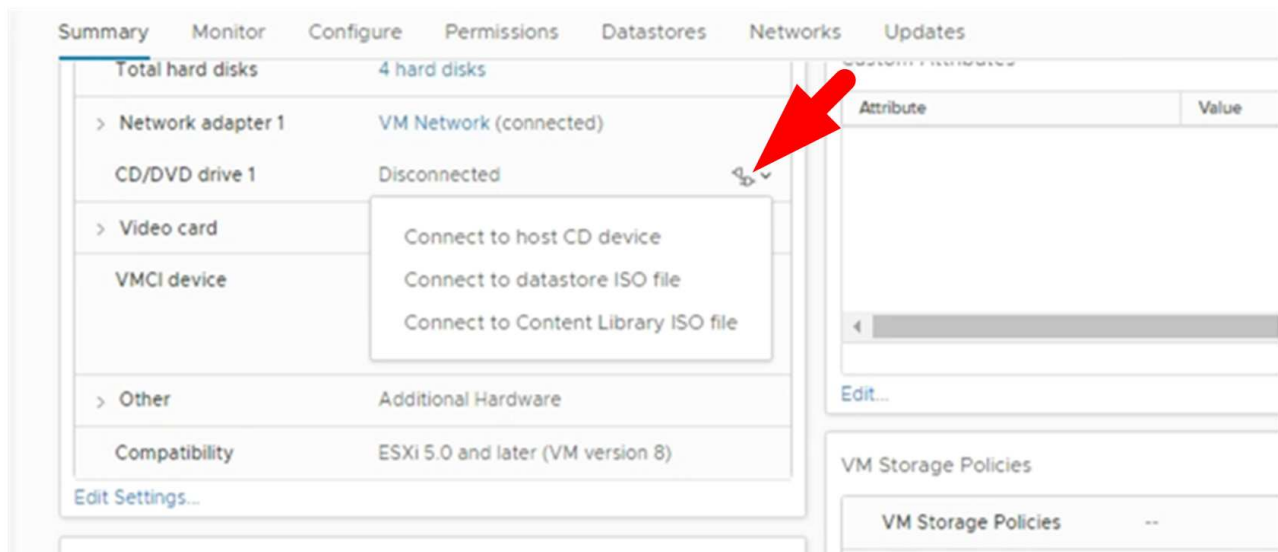 Summary Monitor Configure Permissions Datastores Networks Updates
Total hard disks 4 hard disks
Network adapter 1 VM Network (connected)
CD/DVD drive 1 Disconnected
Video card
Connect to host CD device
VMCI device
Connect to datastore ISO file
Connect to Content Library ISO file
Other Additional Hardware
Compatibility ESXi 5.0 and later (VM version 8)
Edit Settings...
Custom Attributes
Attribute Value
Edit...
VM Storage Policies
VM Storage Policies --